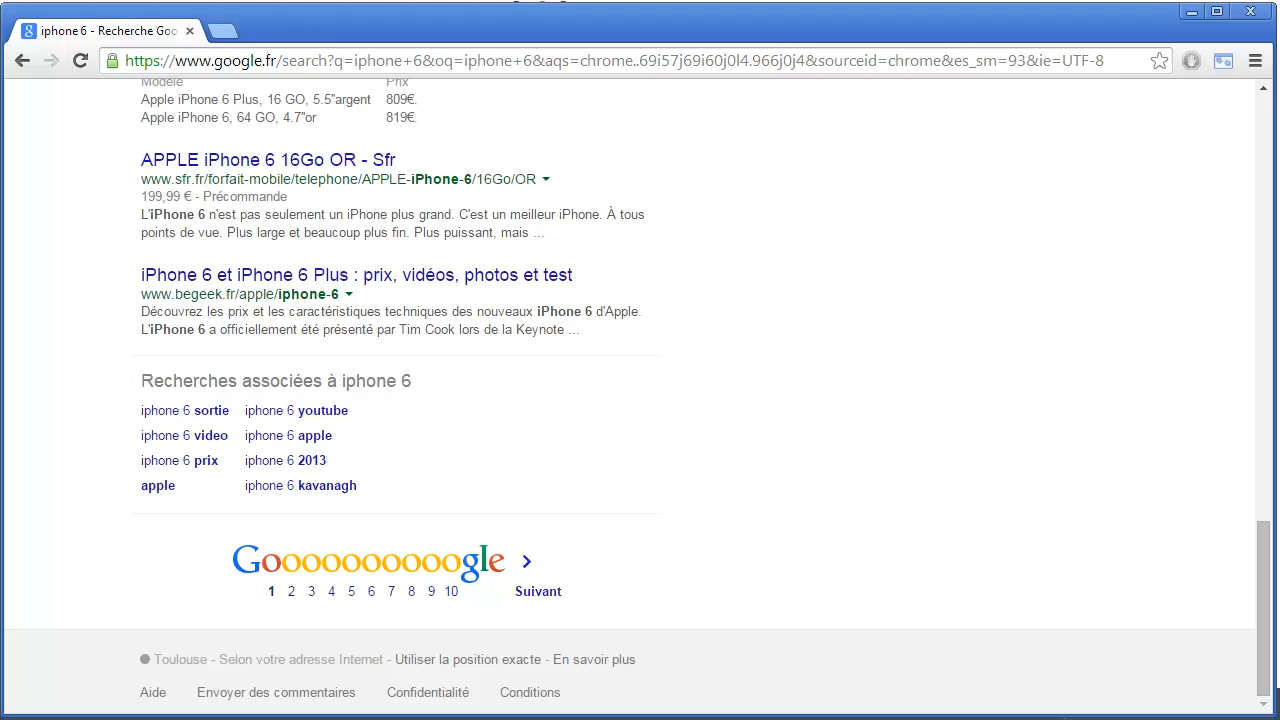 iphone 6 - Recherche Goo
https://www.google.fr/search?q=iphone+6&oq=iphone+6&aqs=chrome..69i57j69i60j0l4.966j0j4&sourceid=chrome&es_sm=93&ie=UTF-8
Modèle Prix
Apple iPhone 6 Plus, 16 GO, 5.5"argent 809€.
Apple iPhone 6, 64 GO, 4.7"or 819€.
APPLE iPhone 6 16Go OR - Sfr
www.sfr.fr/forfait-mobile/telephone/APPLE-iPhone-6/16Go/OR
199,99 € - Précommande
L'iPhone 6 n'est pas seulement un iPhone plus grand. C'est un meilleur iPhone. À tous
points de vue. Plus large et beaucoup plus fin. Plus puissant, mais ...
iPhone 6 et iPhone 6 Plus : prix, vidéos, photos et test
www.begeek.fr/apple/iphone-6
Découvrez les prix et les caractéristiques techniques des nouveaux iPhone 6 d'Apple.
L'iPhone 6 a officiellement été présenté par Tim Cook lors de la Keynote ...
Recherches associées à iphone 6
iphone 6 sortie iphone 6 youtube
iphone 6 video iphone 6 apple
iphone 6 prix iphone 6 2013
apple iphone 6 kavanagh
Goooooooooogle
1 2 3 4 5 6 7 8 9 10 Suivant
Toulouse - Selon votre adresse Internet - Utiliser la position exacte - En savoir plus
Aide Envoyer des commentaires Confidentialité Conditions